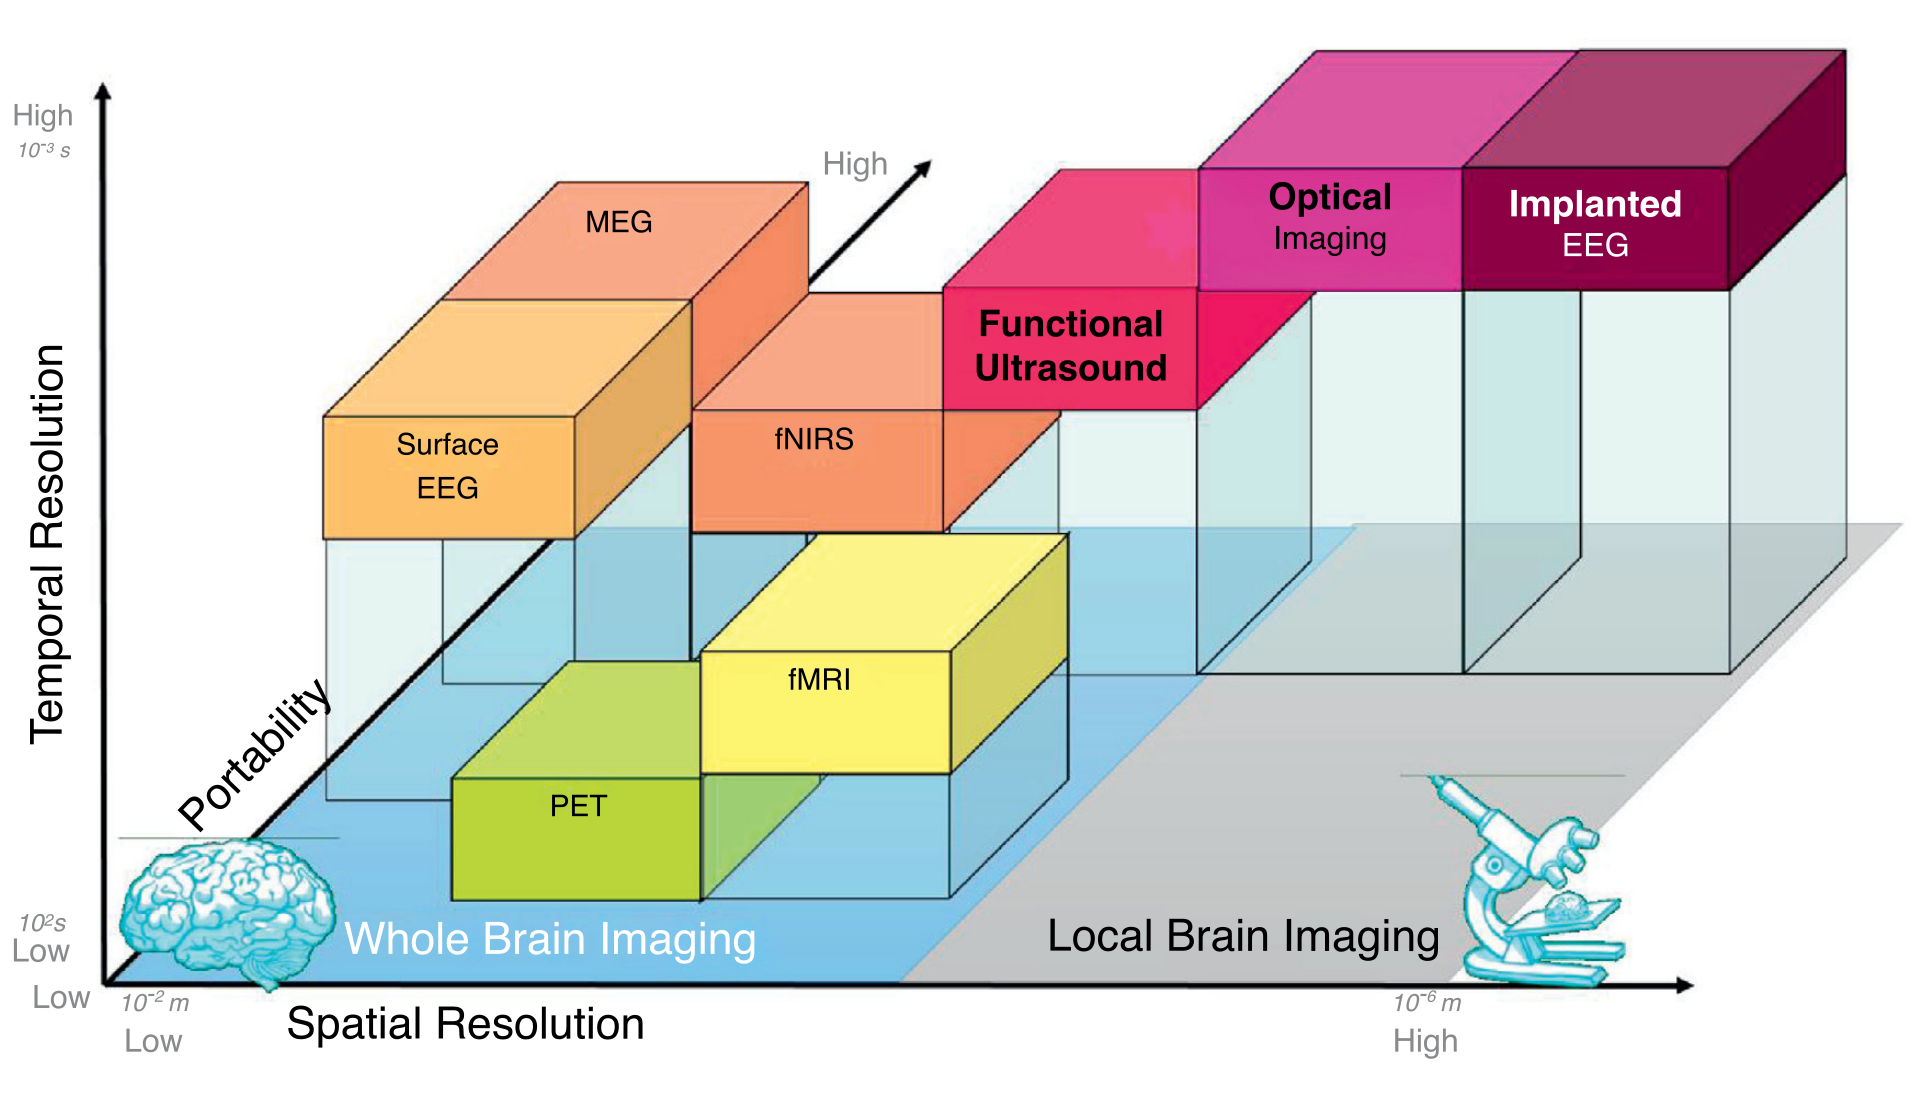 High
10⁻³ s
High
MEG
Optical
Imaging
Implanted
EEG
Functional
Ultrasound
Surface
EEG
fNIRS
Temporal Resolution
fMRI
Portability
PET
10²s
Low
Whole Brain Imaging
Local Brain Imaging
Low
10⁻² m
Low
Spatial Resolution
10⁻⁶ m
High